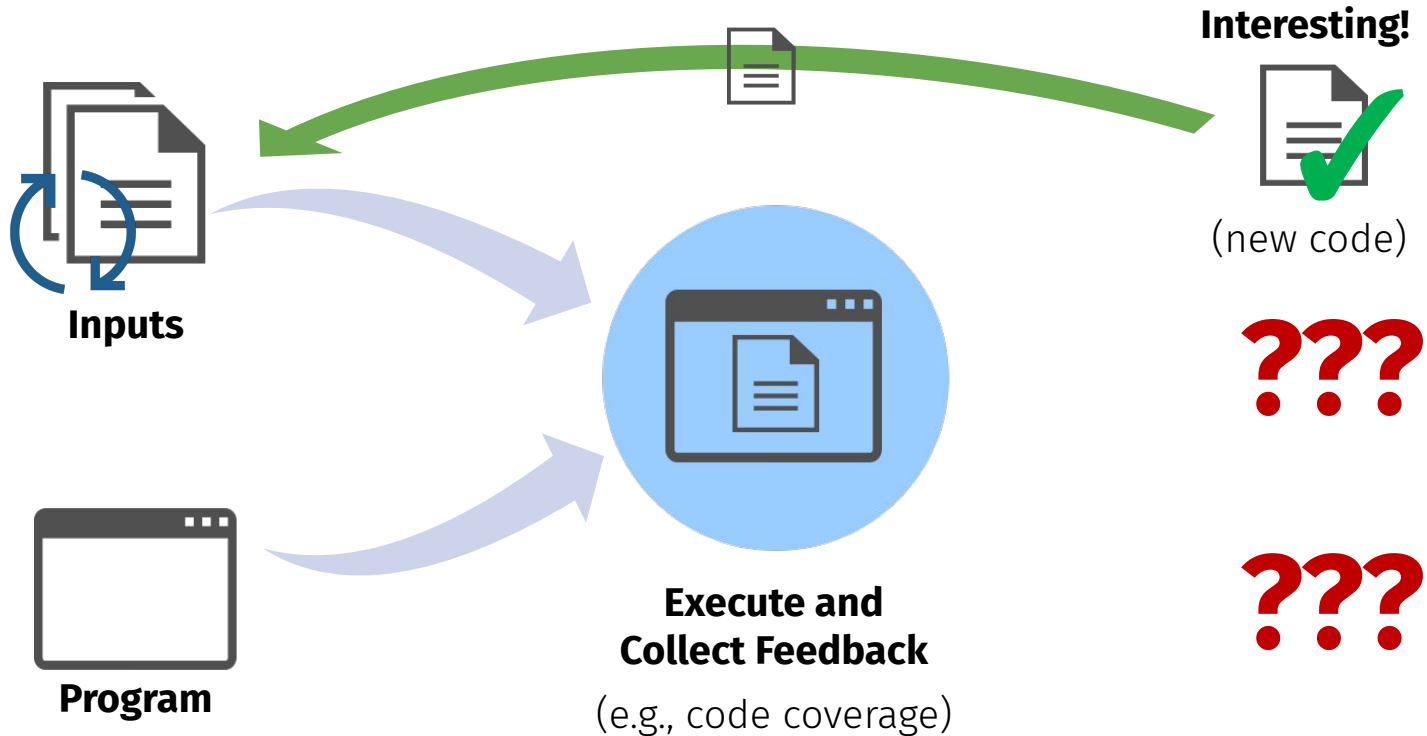 Interesting!
(new code)
Inputs
???
Execute and
Collect Feedback
(e.g., code coverage)
???
Program